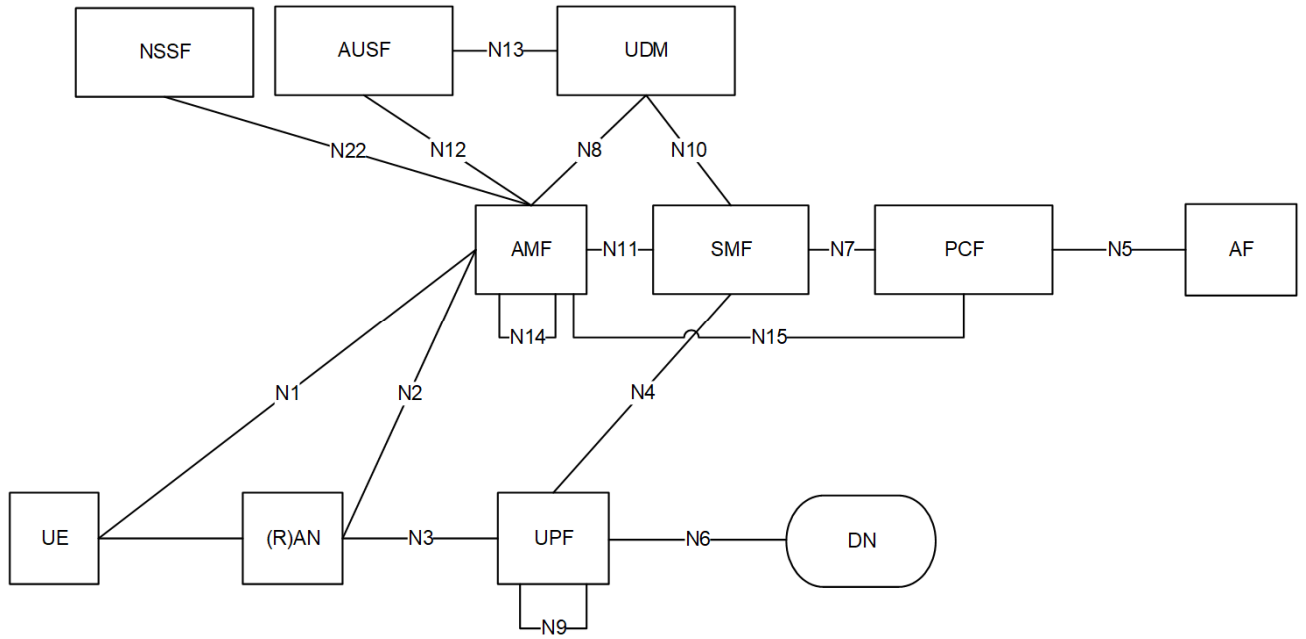 NSSF
AUSF
N13
UDM
N22
N12
N8
N10
AMF
N11
SMF
N7
PCF
N5
AF
N14
N15
N1
N2
N4
UE
(R)AN
N3
UPF
N6
DN
N9